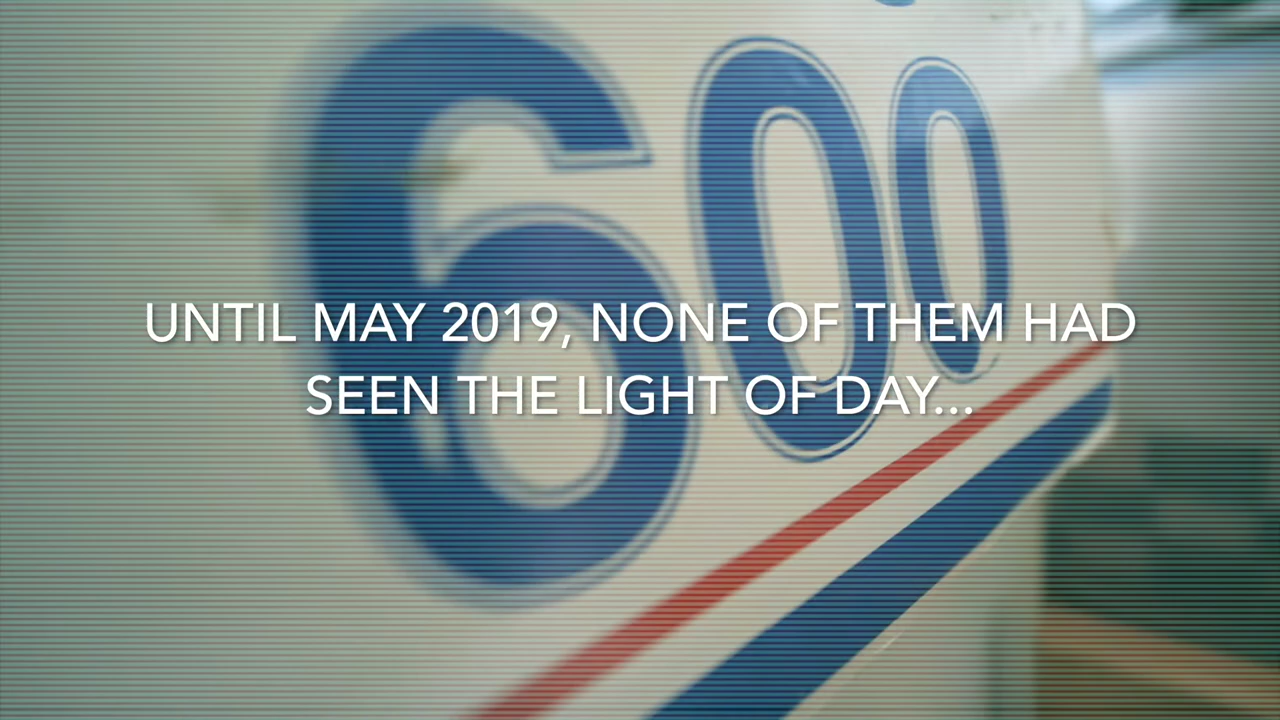 600
UNTIL MAY 2019, NONE OF THEM HAD
SEEN THE LIGHT OF DAY...